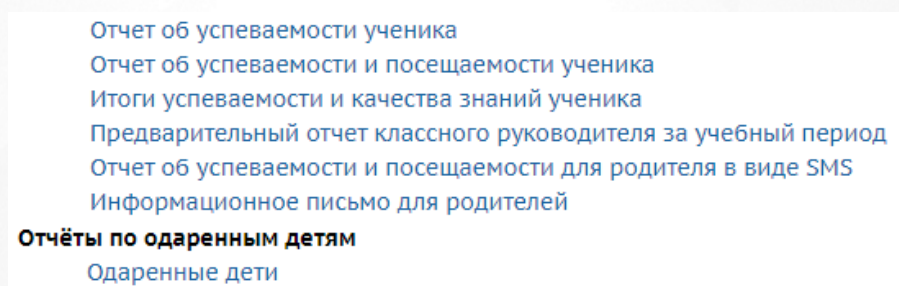 Отчет об успеваемости ученика
Отчет об успеваемости и посещаемости ученика
Итоги успеваемости и качества знаний ученика
Предварительный отчет классного руководителя за учебный период
Отчет об успеваемости и посещаемости для родителя в виде SMS
Информационное письмо для родителей
Отчёты по одаренным детям
Одаренные дети